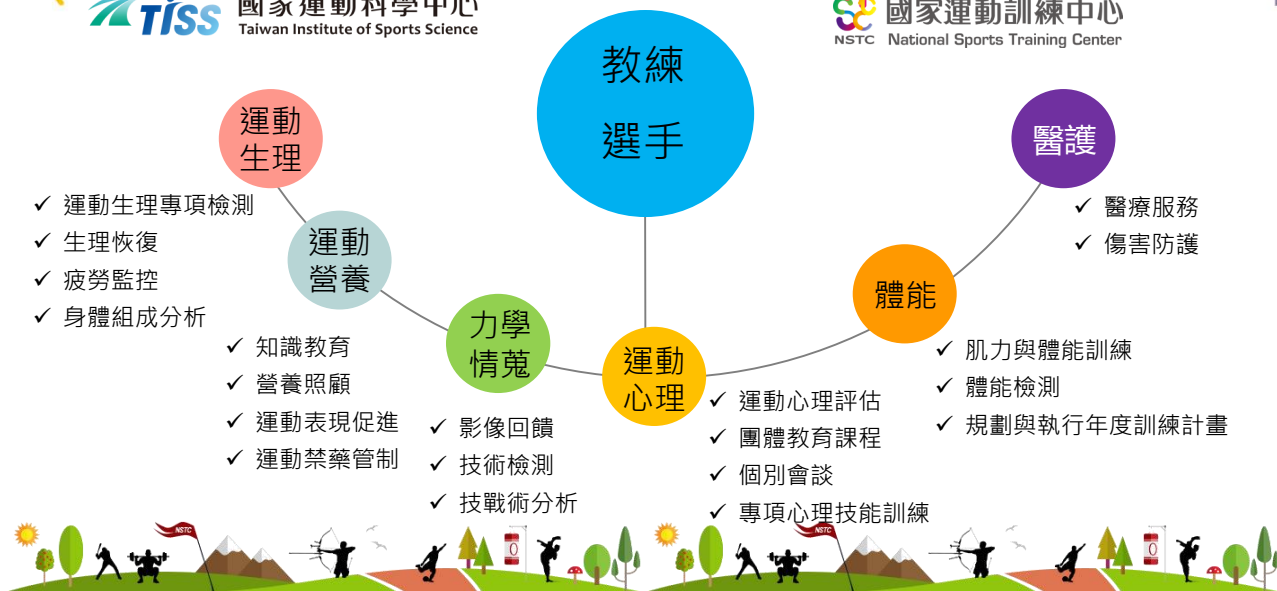 TiSS
國家運動科學中心
Taiwan Institute of Sports Science
NSTC
國家運動訓練中心
National Sports Training Center
教練
選手
運動
生理
✓ 運動生理專項檢測
✓ 生理恢復
✓ 疲勞監控
✓ 身體組成分析
運動
營養
✓ 知識教育
✓ 營養照顧
✓ 運動表現促進
✓ 運動禁藥管制
力學
情蒐
✓ 影像回饋
✓ 技術檢測
✓ 技戰術分析
運動
心理
✓ 運動心理評估
✓ 團體教育課程
✓ 個別會談
✓ 專項心理技能訓練
體能
✓ 肌力與體能訓練
✓ 體能檢測
✓ 規劃與執行年度訓練計畫
醫護
✓ 醫療服務
✓ 傷害防護
NSTC
NSTC